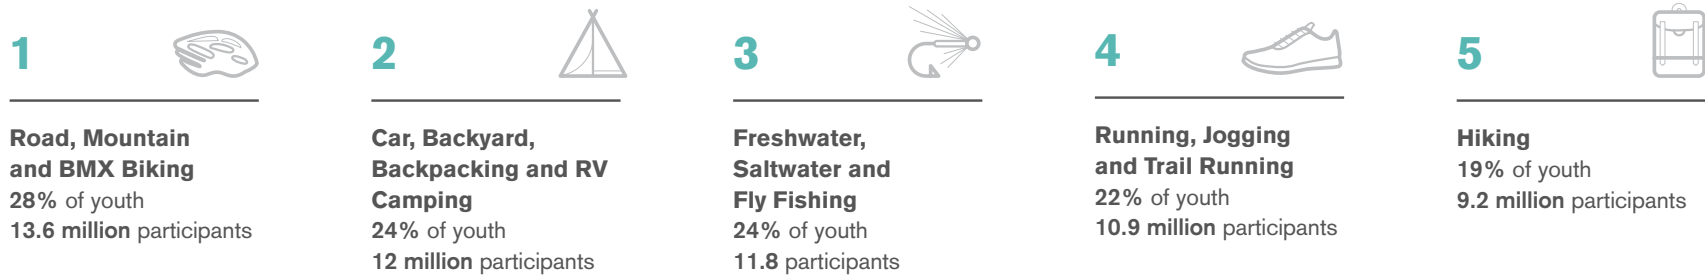 1
Road, Mountain
and BMX Biking
28% of youth
13.6 million participants
2
Car, Backyard,
Backpacking and RV
Camping
24% of youth
12 million participants
3
Freshwater,
Saltwater and
Fly Fishing
24% of youth
11.8 participants
4
Running, Jogging
and Trail Running
22% of youth
10.9 million participants
5
Hiking
19% of youth
9.2 million participants